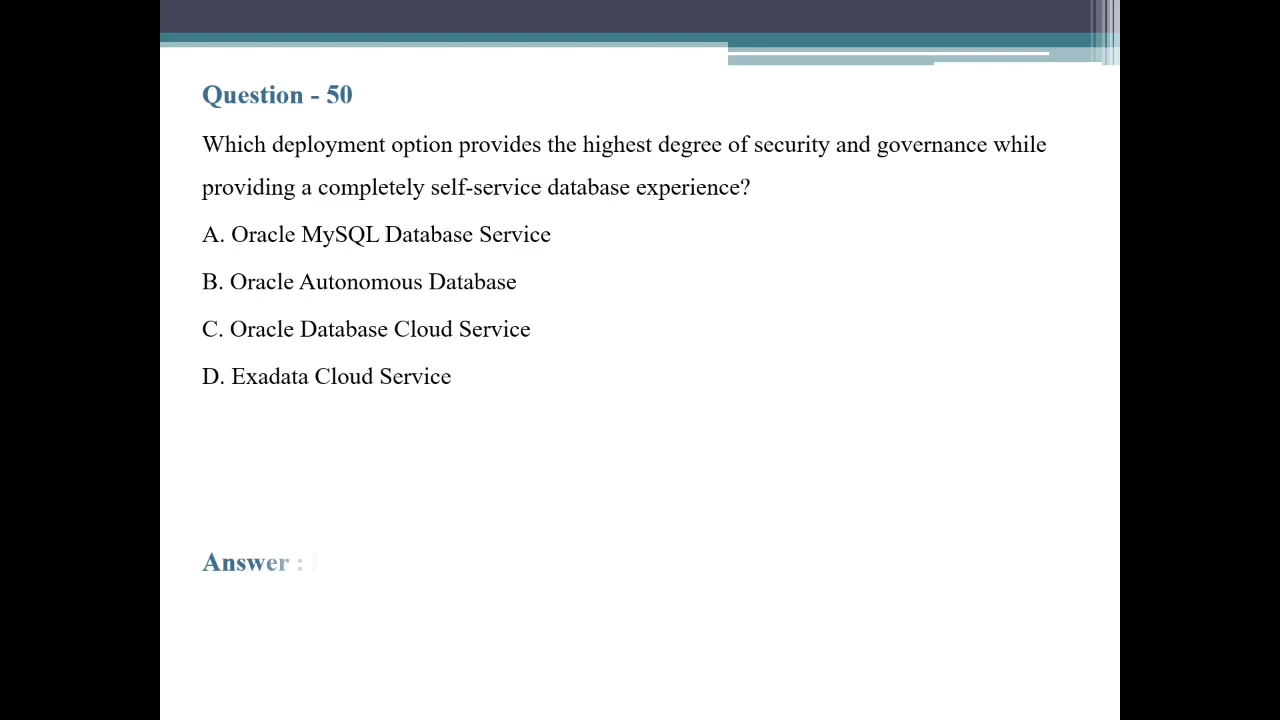 Question - 50
Which deployment option provides the highest degree of security and governance while
providing a completely self-service database experience?
A. Oracle MySQL Database Service
B. Oracle Autonomous Database
C. Oracle Database Cloud Service
D. Exadata Cloud Service
Answer :